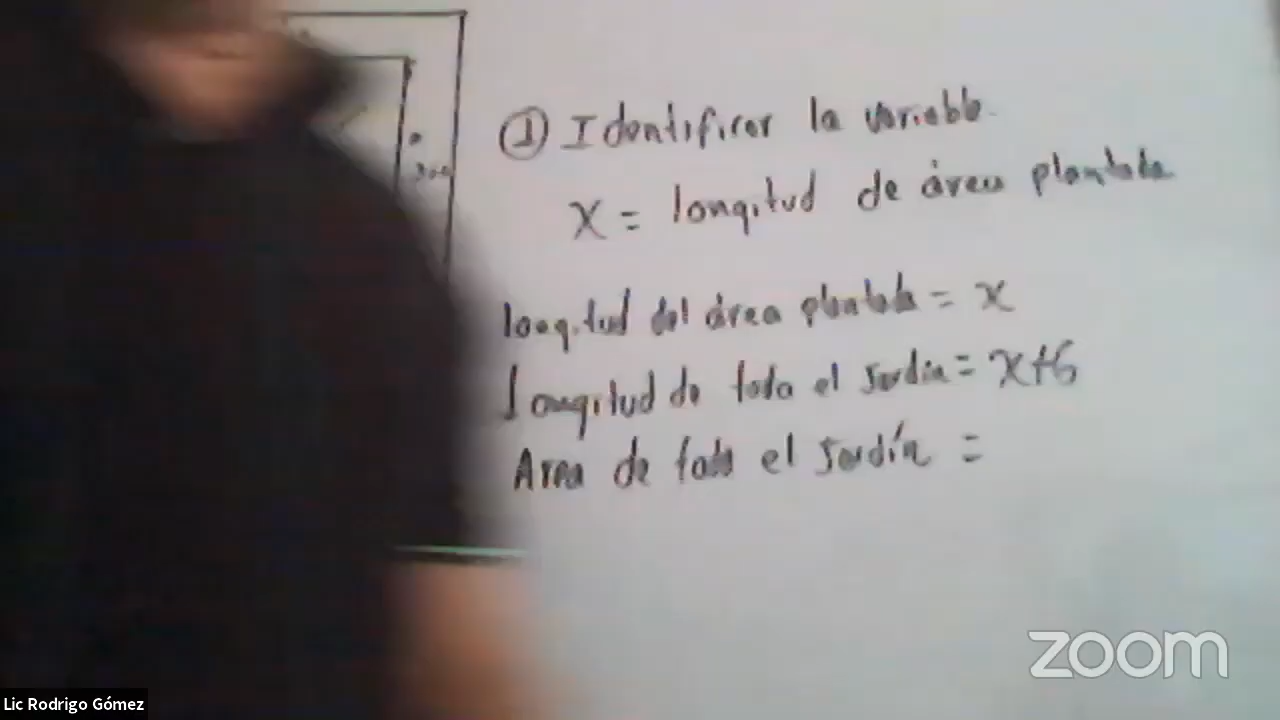 ① Identificar la variable.
X = longitud de área plantada
longitud del área plantada = x
Longitud de todo el Jardín = x+6
Area de todo el Jardín =
zoom
Lic Rodrigo Gómez